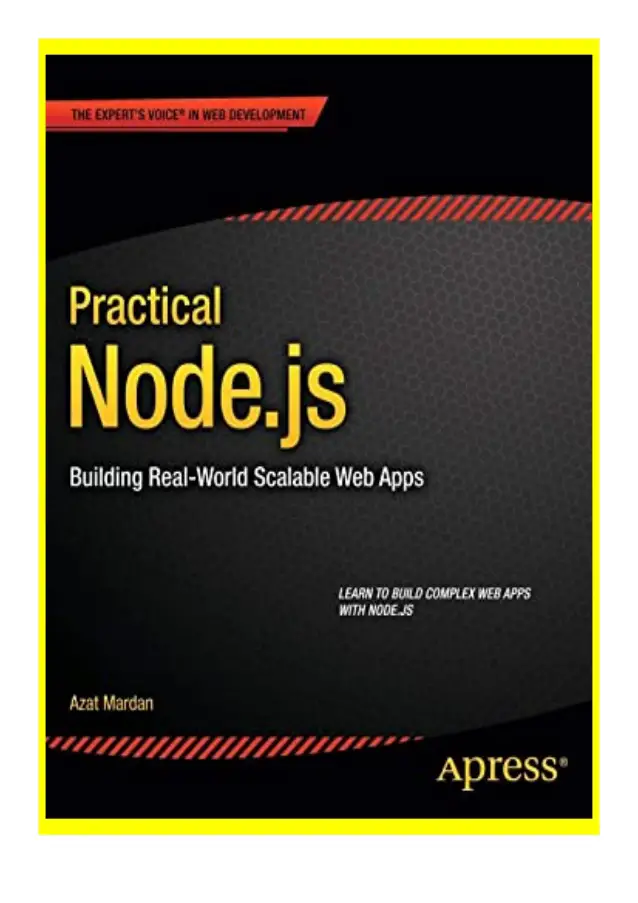 THE EXPERT'S VOICE® IN WEB DEVELOPMENT
Practical
Node.js
Building Real-World Scalable Web Apps
LEARN TO BUILD COMPLEX WEB APPS
WITH NODE.JS
Azat Mardan
Apress®